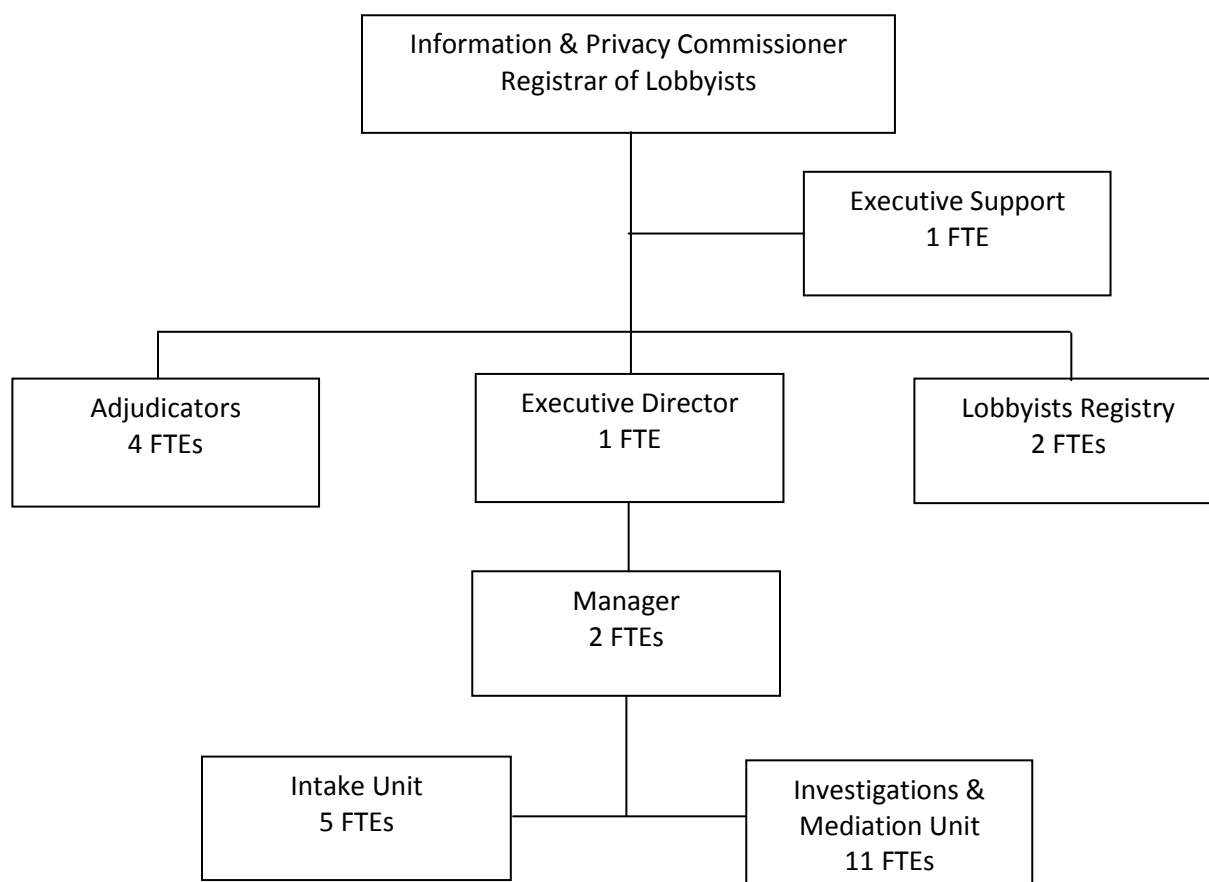 Information & Privacy Commissioner
Registrar of Lobbyists
Executive Support
1 FTE
Adjudicators
4 FTEs
Executive Director
1 FTE
Lobbyists Registry
2 FTEs
Manager
2 FTEs
Intake Unit
5 FTEs
Investigations &
Mediation Unit
11 FTEs